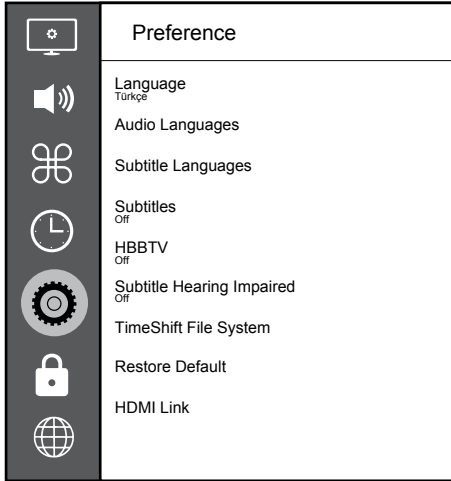 Preference
Language
Türkçe
Audio Languages
Subtitle Languages
Subtitles
Off
HBBTV
Off
Subtitle Hearing Impaired
Off
TimeShift File System
Restore Default
HDMI Link